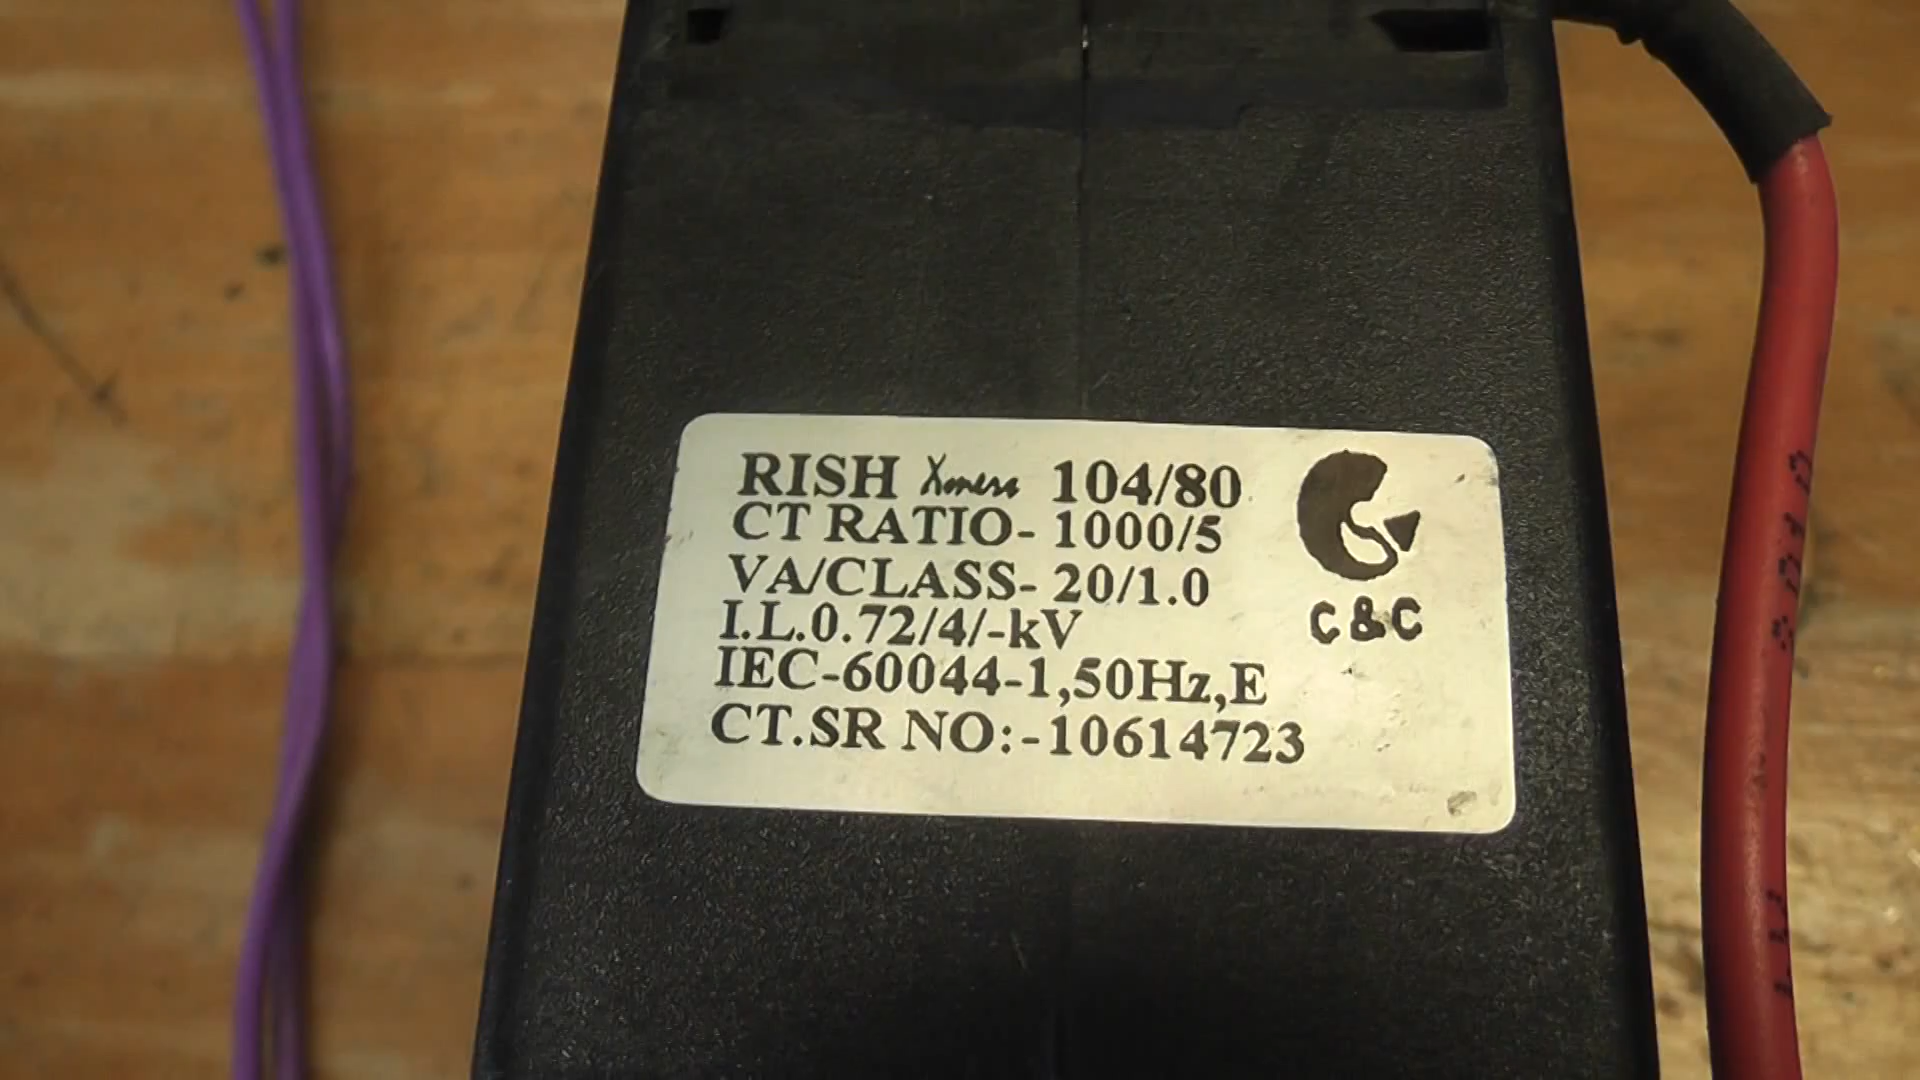 RISH Xmers 104/80
CT RATIO- 1000/5
VA/CLASS- 20/1.0
I.L.0.72/4/-kV
IEC-60044-1,50Hz,E
CT.SR NO:-10614723
C&C